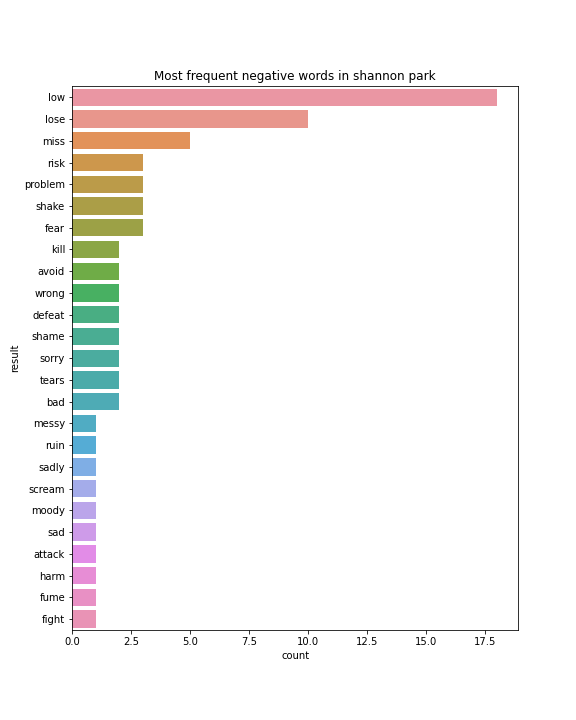 Most frequent negative words in shannon park
low
lose
miss
risk
problem
shake
fear
kill
avoid
wrong
defeat
shame
sorry
tears
bad
messy
ruin
sadly
scream
moody
sad
attack
harm
fume
fight
result
0.0 2.5 5.0 7.5 10.0 12.5 15.0 17.5
count